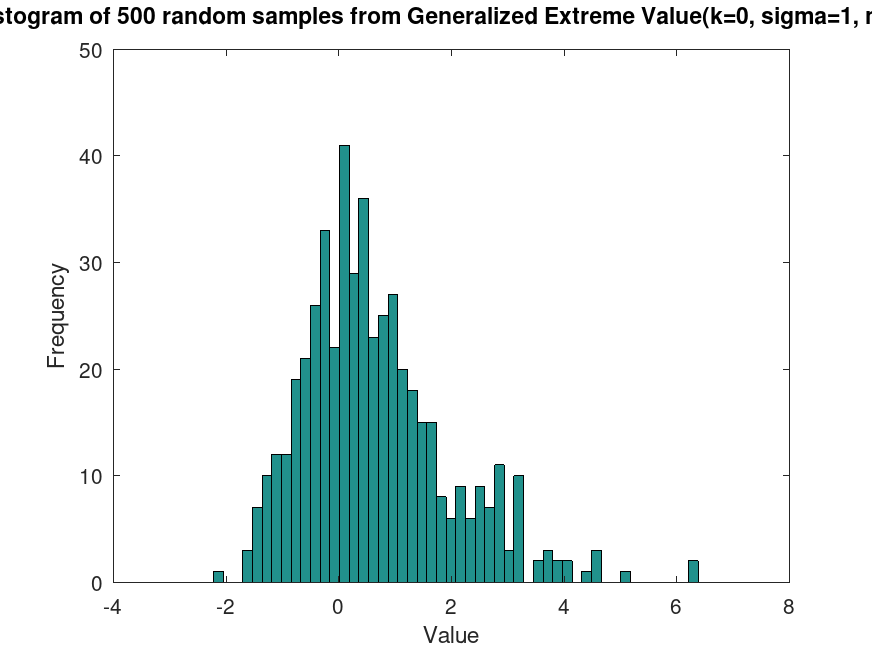 stogram of 500 random samples from Generalized Extreme Value(k=0, sigma=1, r
50
40
30
20
10
0
Frequency
-4 -2 0 2 4 6 8
Value